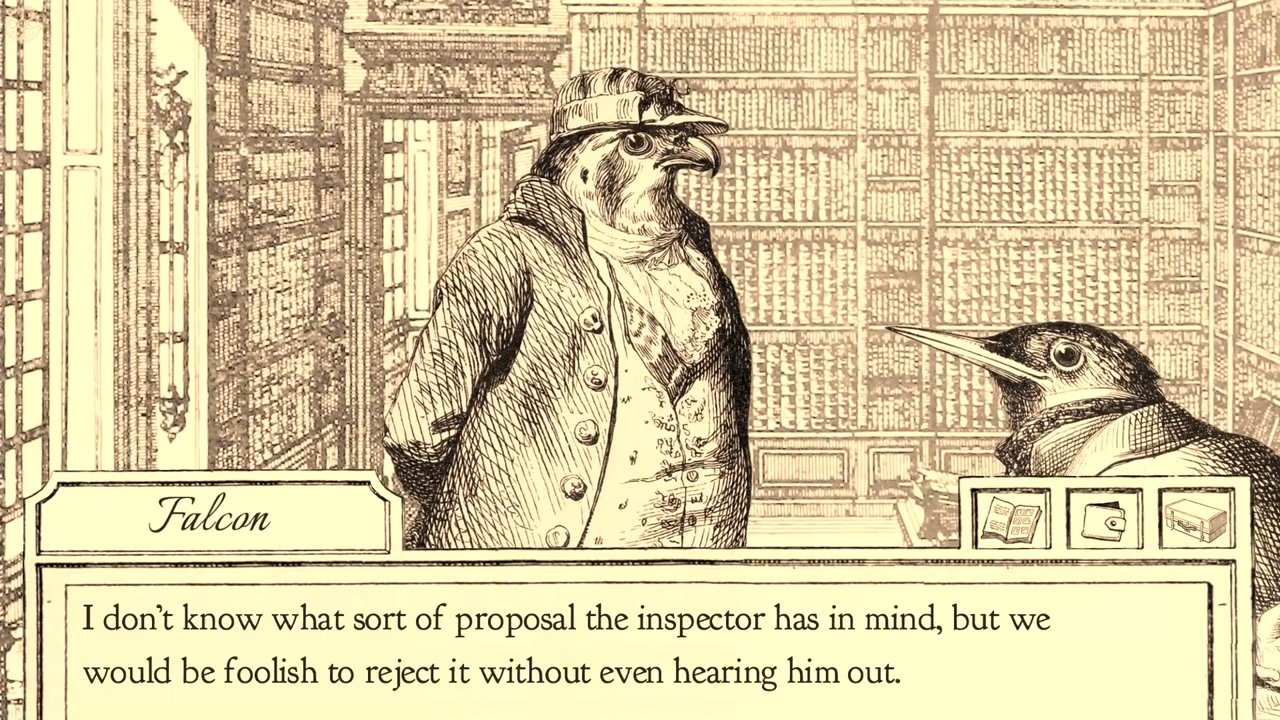 Falcon
I don't know what sort of proposal the inspector has in mind, but we
would be foolish to reject it without even hearing him out.